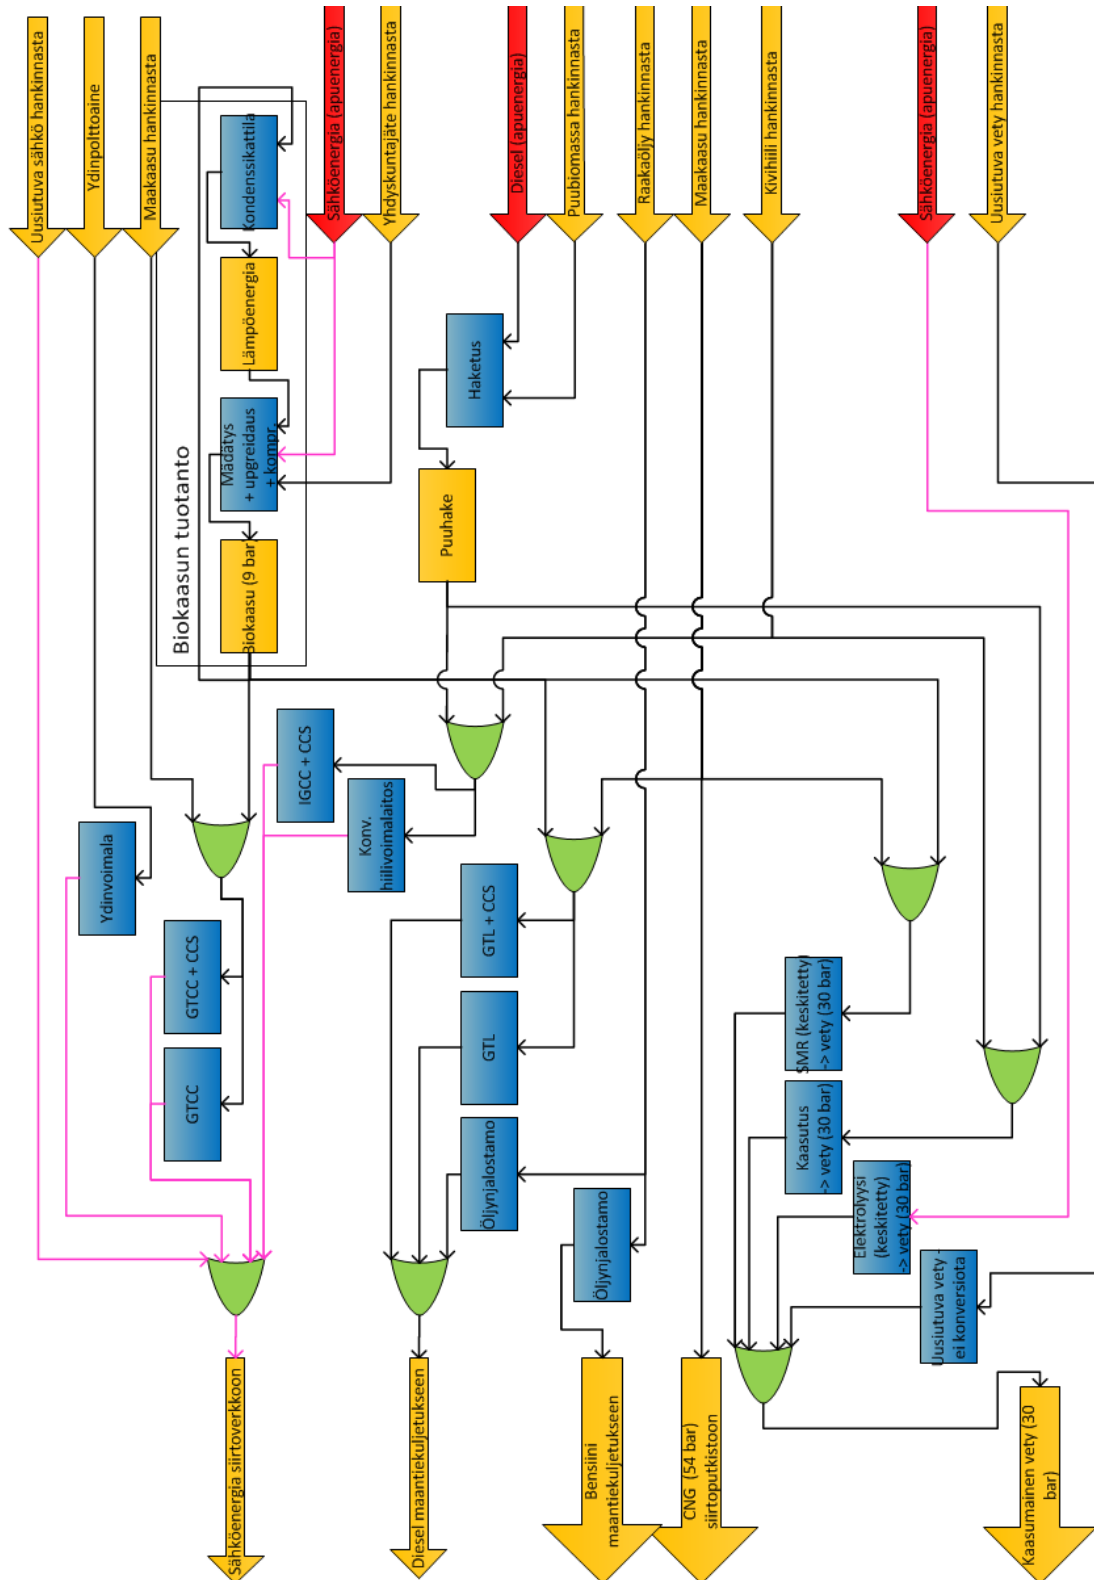 Uusiutuva sähkö hankinnasta
Ydinpolttoaine
Maakaasu hankinnasta
Sähköenergia (apuenergia)
Yhdyskuntajäte hankinnasta
Diesel (apuenergia)
Puubiomassa hankinnasta
Raakaöljy hankinnasta
Maakaasu hankinnasta
Kivihiili hankinnasta
Sähköenergia (apuenergia)
Uusiutuva vety hankinnasta
Kondenssikattila
Lämpöenergia
Mädätys
+ upgreidaus
+ kompr.
Biokaasu (9 bar)
Biokaasun tuotanto
Haketus
Puuhake
IGCC + CCS
Konv.
hiilivoimalaitos
Ydinvoimala
GTCC + CCS
GTCC
GTL + CCS
GTL
Öljynjalostamo
Öljynjalostamo
SMR (keskitetty)
-> vety (30 bar)
Kaasutus
-> vety (30 bar)
Elektrolyysi
(keskitetty)
-> vety (30 bar)
Uusiutuva vety -
ei konversiota
Sähköenergia siirtoverkkoon
Diesel maantiekuljetukseen
Bensiini
maantiekuljetukseen
CNG (54 bar)
siirtoputkistoon
Kaasumainen vety (30
bar)